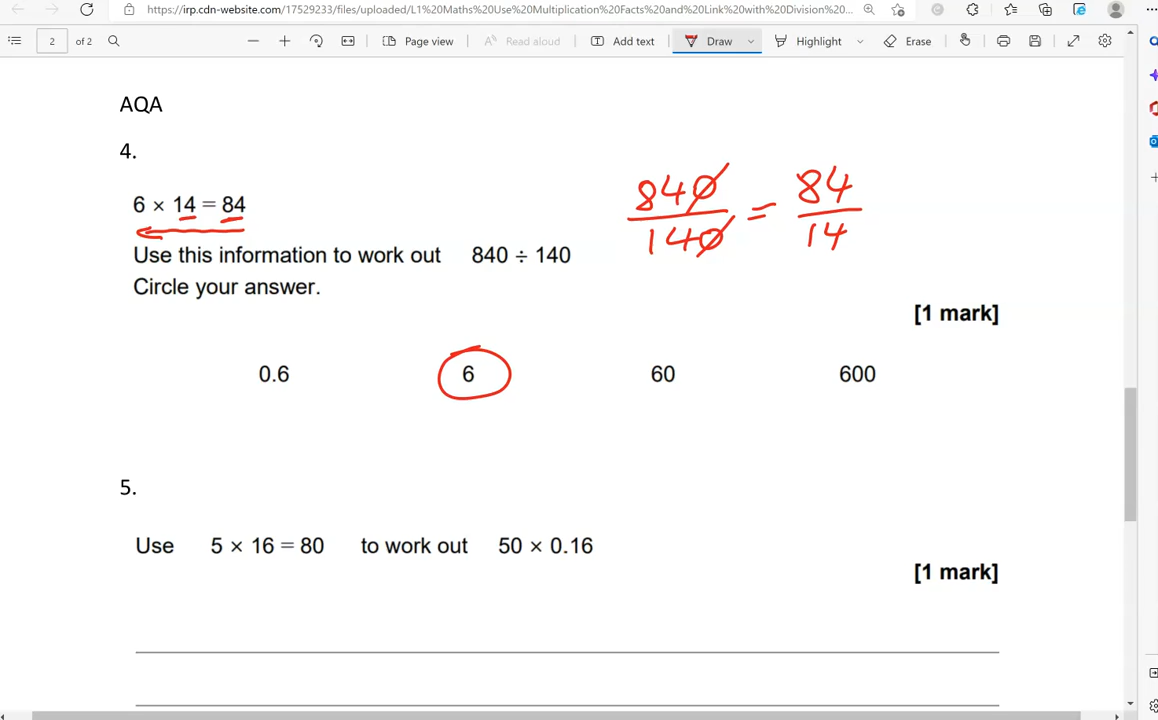 https://irp.cdn-website.com/17529233/files/uploaded/L1%20Maths%20Use%20Multiplication%20Facts%20and%20Link%20with%20Division%20...
2 of 2 Page view Read aloud Add text Draw Highlight Erase
AQA
4.
6 × 14 = 84
840/140 = 84/14
Use this information to work out 840 ÷ 140
Circle your answer.
[1 mark]
0.6 6 60 600
5.
Use 5 × 16 = 80 to work out 50 × 0.16
[1 mark]